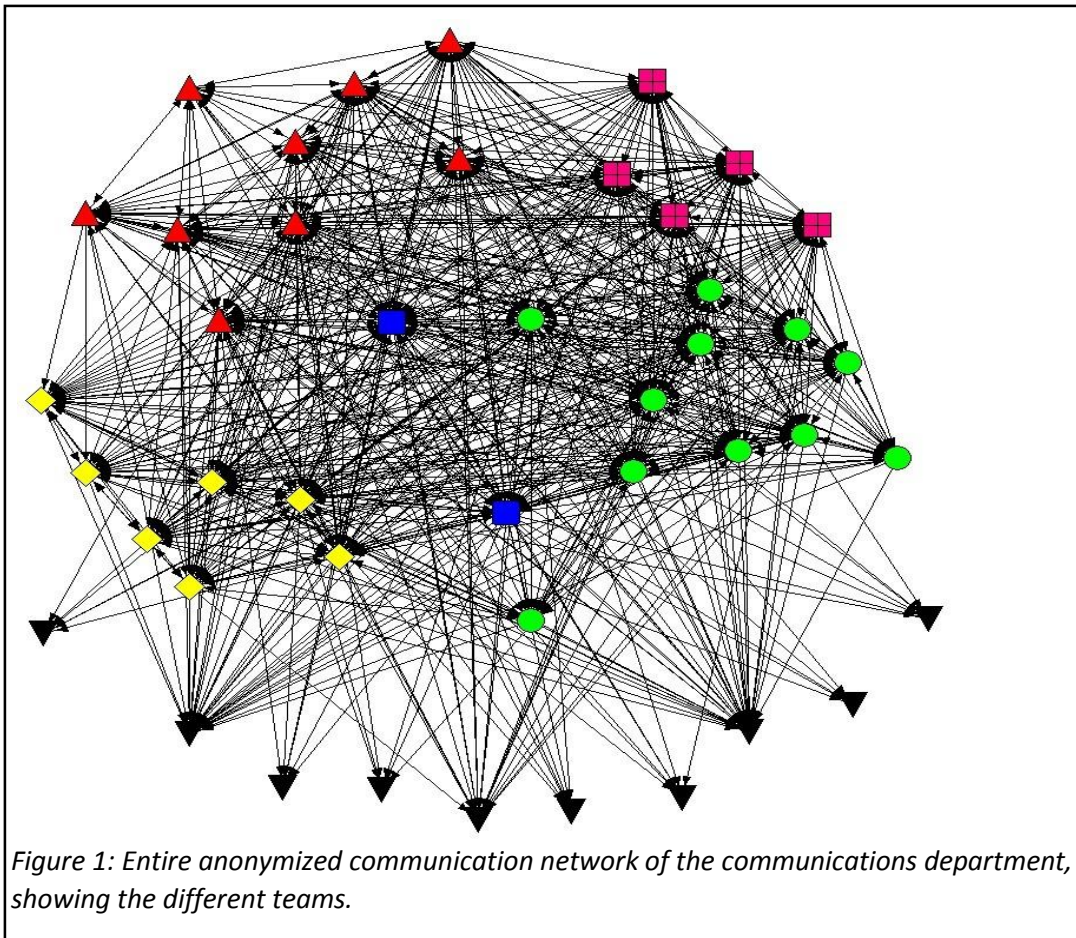 Figure 1: Entire anonymized communication network of the communications department,
showing the different teams.